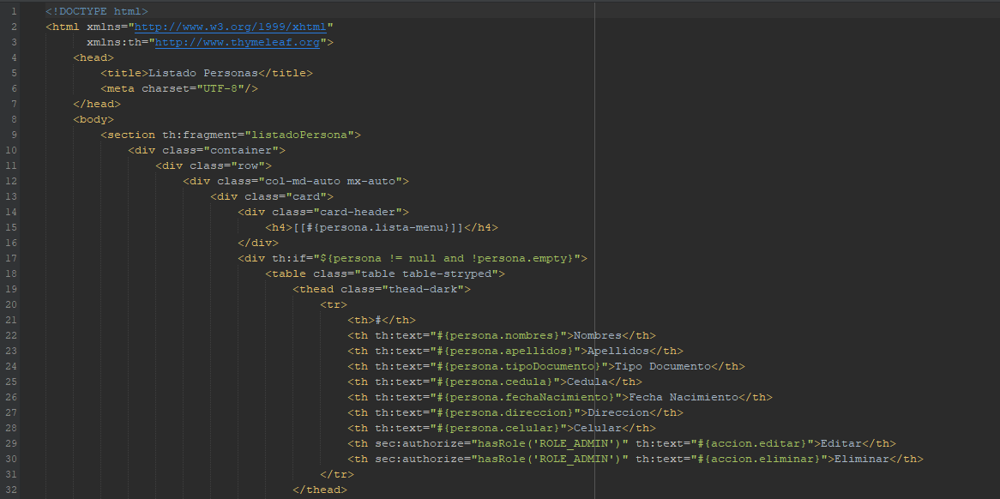 1 <!DOCTYPE html>
2 <html xmlns="http://www.w3.org/1999/xhtml"
3 xmlns:th="http://www.thymeleaf.org">
4 <head>
5 <title>Listado Personas</title>
6 <meta charset="UTF-8"/>
7 </head>
8 <body>
9 <section th:fragment="listadoPersona">
10 <div class="container">
11 <div class="row">
12 <div class="col-md-auto mx-auto">
13 <div class="card">
14 <div class="card-header">
15 <h4>[[#{persona.lista-menu}]]</h4>
16 </div>
17 <div th:if="${persona != null and !persona.empty}">
18 <table class="table table-stryped">
19 <thead class="thead-dark">
20 <tr>
21 <th>#</th>
22 <th th:text="#{persona.nombres}">Nombres</th>
23 <th th:text="#{persona.apellidos}">Apellidos</th>
24 <th th:text="#{persona.tipoDocumento}">Tipo Documento</th>
25 <th th:text="#{persona.cedula}">Cedula</th>
26 <th th:text="#{persona.fechaNacimiento}">Fecha Nacimiento</th>
27 <th th:text="#{persona.direccion}">Direccion</th>
28 <th th:text="#{persona.celular}">Celular</th>
29 <th sec:authorize="hasRole('ROLE_ADMIN')" th:text="#{accion.editar}">Editar</th>
30 <th sec:authorize="hasRole('ROLE_ADMIN')" th:text="#{accion.eliminar}">Eliminar</th>
31 </tr>
32 </thead>